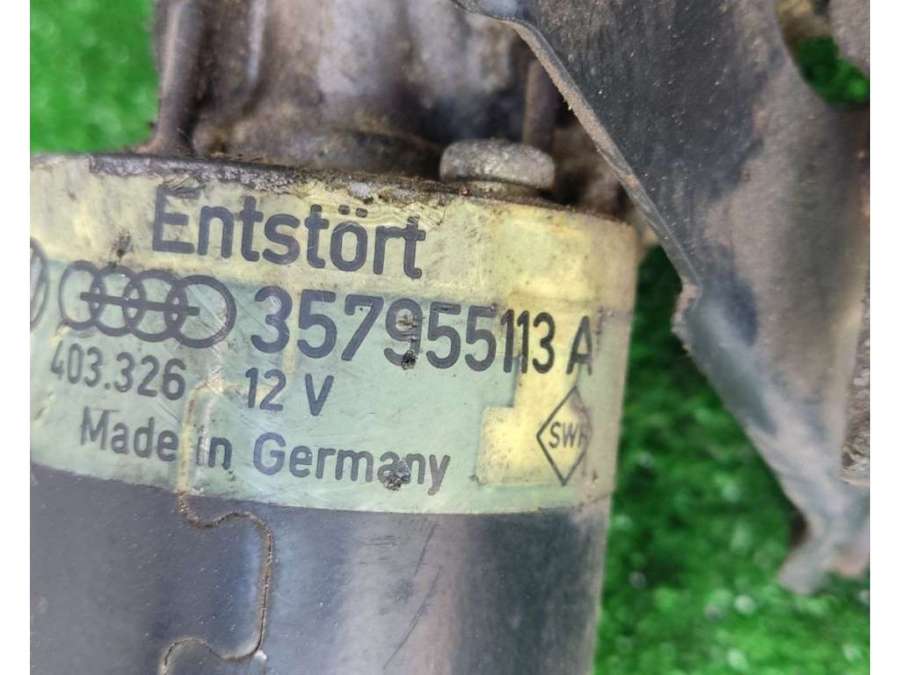 Entstört
357955113 A
403.326 12 V
Made in Germany
SWF